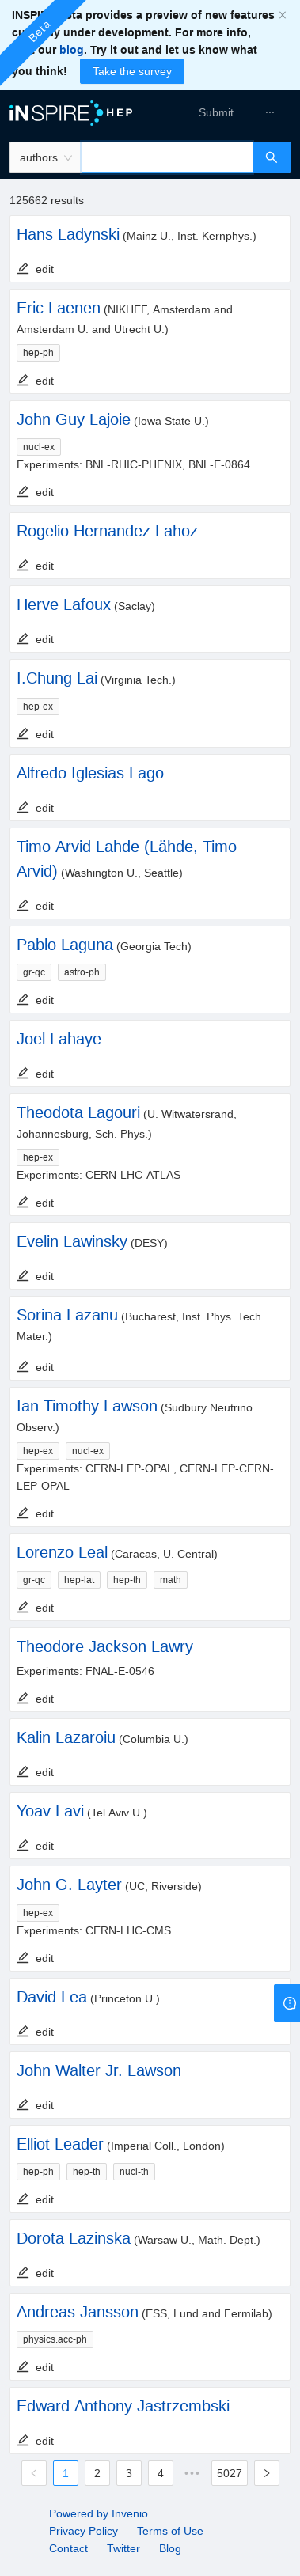 Beta
INSPIRE beta provides a preview of new features
currently under development. For more info,
visit our blog. Try it out and let us know what
you think! Take the survey
INSPIRE HEP Submit ···
authors
125662 results
Hans Ladynski (Mainz U., Inst. Kernphys.)
edit
Eric Laenen (NIKHEF, Amsterdam and
Amsterdam U. and Utrecht U.)
hep-ph
edit
John Guy Lajoie (Iowa State U.)
nucl-ex
Experiments: BNL-RHIC-PHENIX, BNL-E-0864
edit
Rogelio Hernandez Lahoz
edit
Herve Lafoux (Saclay)
edit
I.Chung Lai (Virginia Tech.)
hep-ex
edit
Alfredo Iglesias Lago
edit
Timo Arvid Lahde (Lähde, Timo
Arvid) (Washington U., Seattle)
edit
Pablo Laguna (Georgia Tech)
gr-qc astro-ph
edit
Joel Lahaye
edit
Theodota Lagouri (U. Witwatersrand,
Johannesburg, Sch. Phys.)
hep-ex
Experiments: CERN-LHC-ATLAS
edit
Evelin Lawinsky (DESY)
edit
Sorina Lazanu (Bucharest, Inst. Phys. Tech.
Mater.)
edit
Ian Timothy Lawson (Sudbury Neutrino
Observ.)
hep-ex nucl-ex
Experiments: CERN-LEP-OPAL, CERN-LEP-CERN-
LEP-OPAL
edit
Lorenzo Leal (Caracas, U. Central)
gr-qc hep-lat hep-th math
edit
Theodore Jackson Lawry
Experiments: FNAL-E-0546
edit
Kalin Lazaroiu (Columbia U.)
edit
Yoav Lavi (Tel Aviv U.)
edit
John G. Layter (UC, Riverside)
hep-ex
Experiments: CERN-LHC-CMS
edit
David Lea (Princeton U.)
edit
John Walter Jr. Lawson
edit
Elliot Leader (Imperial Coll., London)
hep-ph hep-th nucl-th
edit
Dorota Lazinska (Warsaw U., Math. Dept.)
edit
Andreas Jansson (ESS, Lund and Fermilab)
physics.acc-ph
edit
Edward Anthony Jastrzembski
edit
1 2 3 4 ••• 5027
Powered by Invenio
Privacy Policy Terms of Use
Contact Twitter Blog